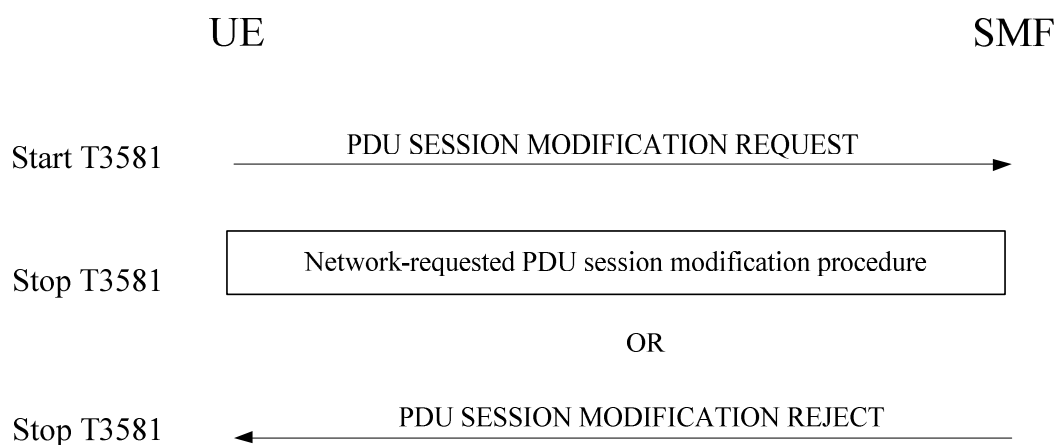 UE SMF
Start T3581 PDU SESSION MODIFICATION REQUEST
Stop T3581 Network-requested PDU session modification procedure
OR
Stop T3581 PDU SESSION MODIFICATION REJECT